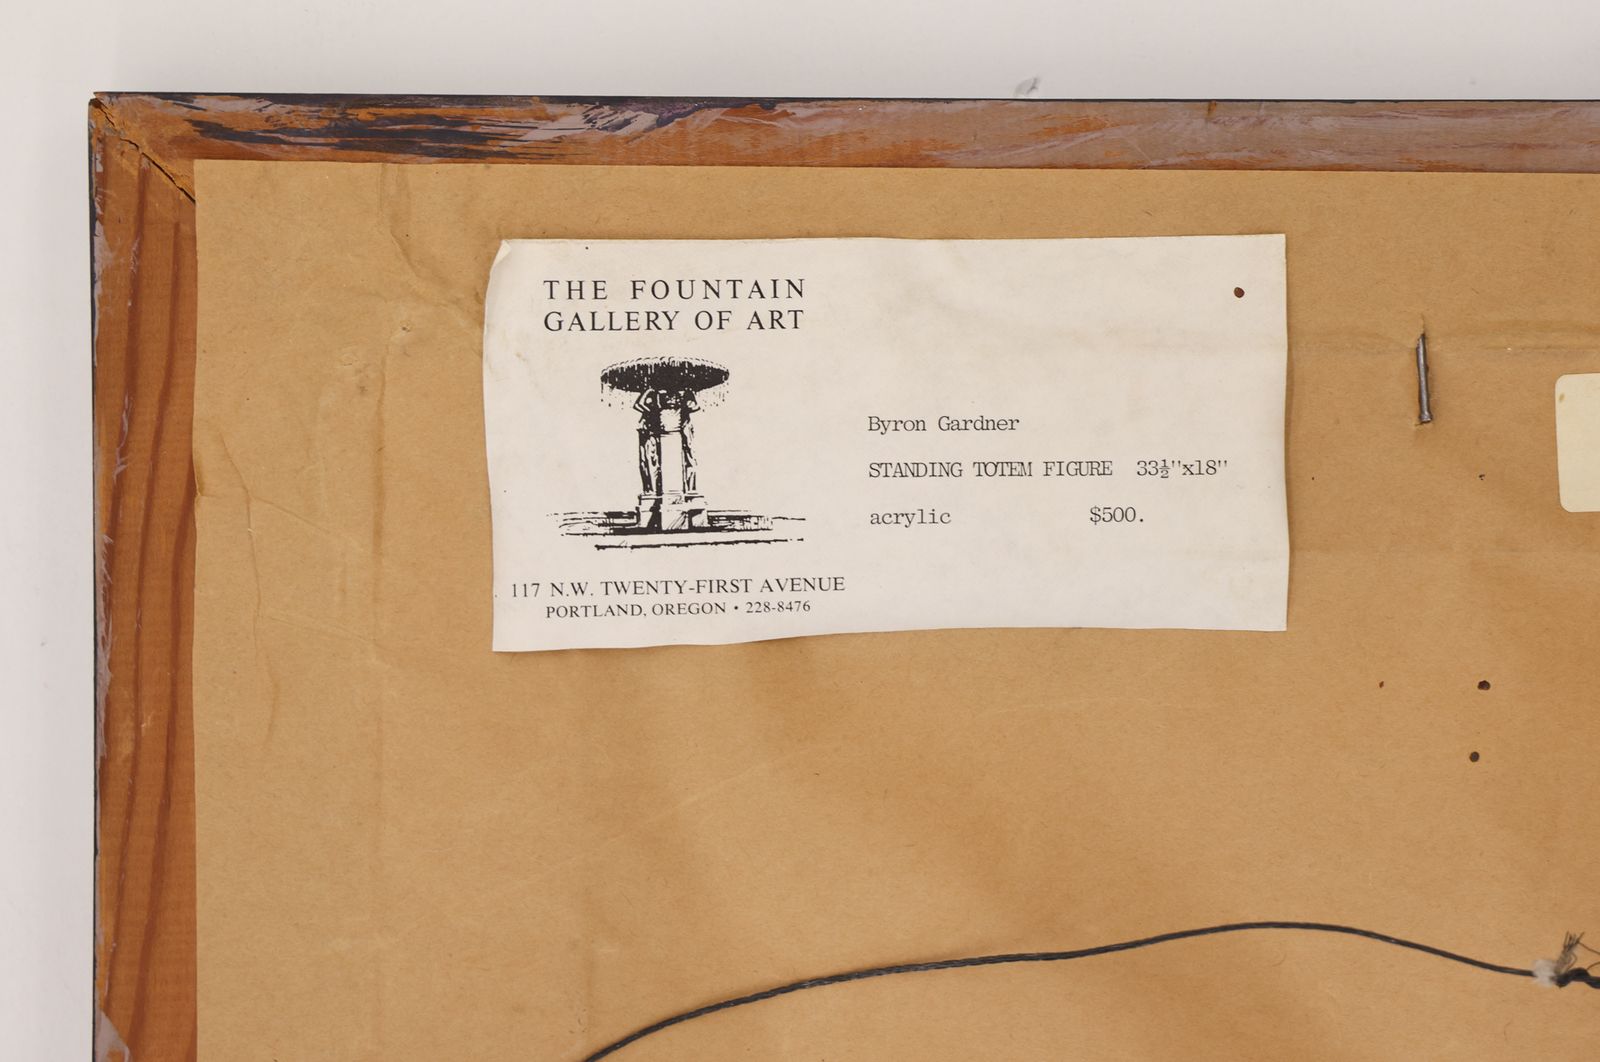 THE FOUNTAIN
GALLERY OF ART
Byron Gardner
STANDING TOTEM FIGURE 33½"x18"
acrylic $500.
117 N.W. TWENTY-FIRST AVENUE
PORTLAND, OREGON • 228-8476